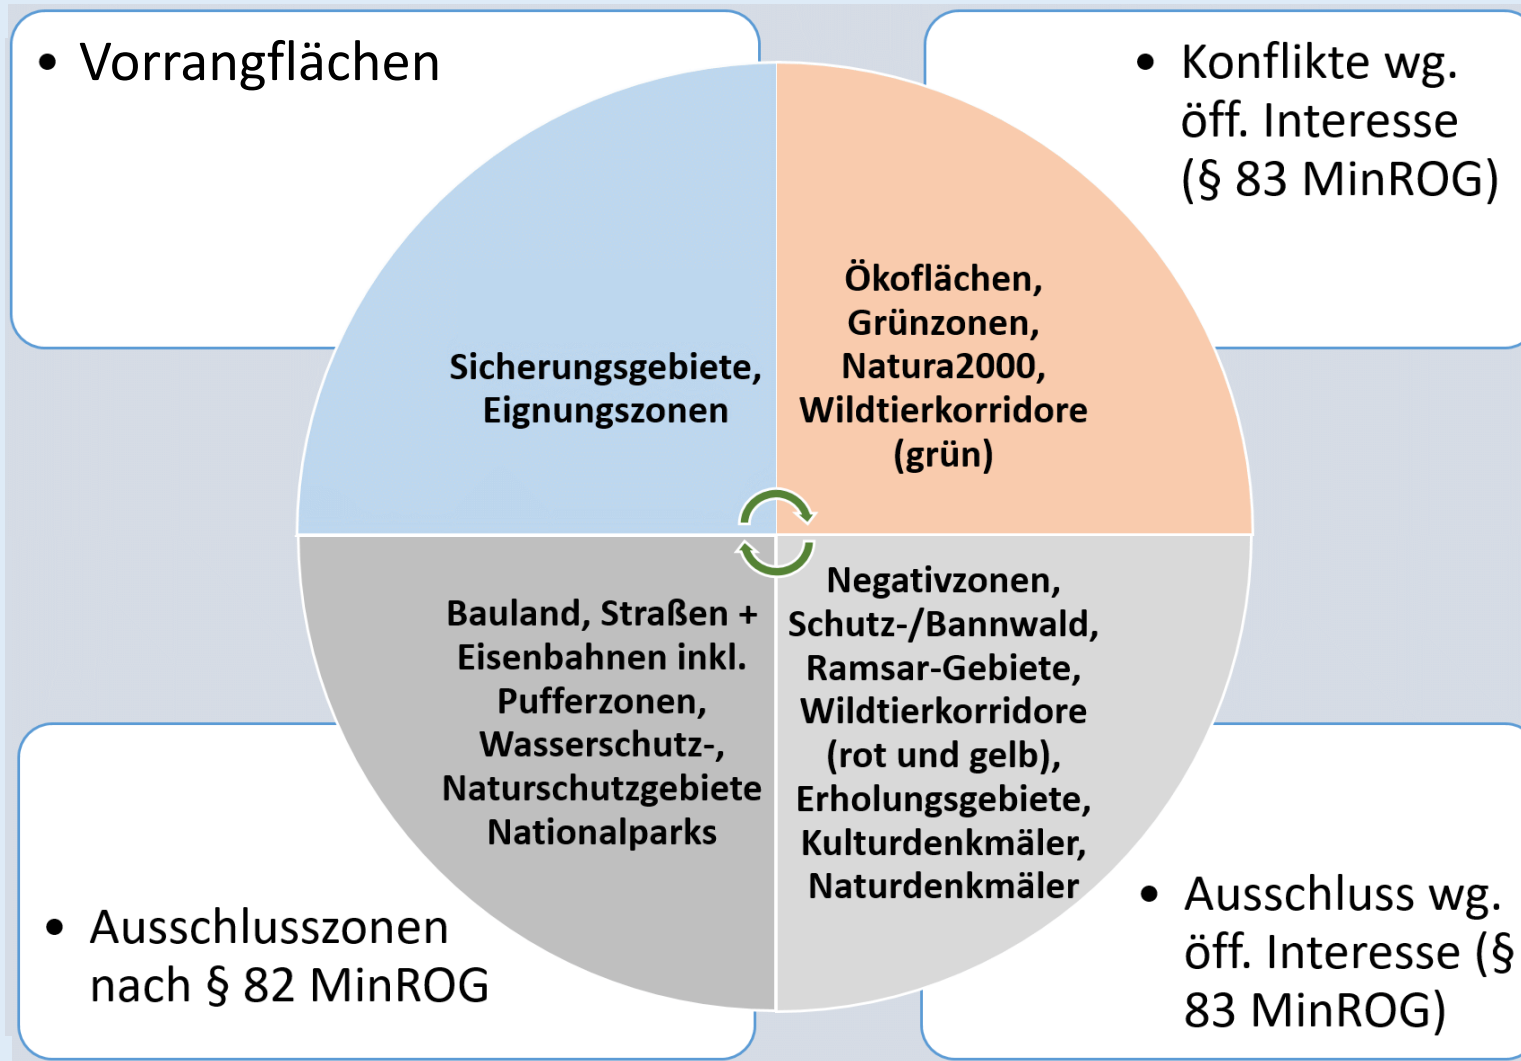 • Vorrangflächen
Sicherungsgebiete,
Eignungszonen
• Konflikte wg.
öff. Interesse
(§ 83 MinROG)
Ökoflächen,
Grünzonen,
Natura2000,
Wildtierkorridore
(grün)
Bauland, Straßen +
Eisenbahnen inkl.
Pufferzonen,
Wasserschutz-,
Naturschutzgebiete
Nationalparks
• Ausschlusszonen
nach § 82 MinROG
Negativzonen,
Schutz-/Bannwald,
Ramsar-Gebiete,
Wildtierkorridore
(rot und gelb),
Erholungsgebiete,
Kulturdenkmäler,
Naturdenkmäler
• Ausschluss wg.
öff. Interesse (§
83 MinROG)